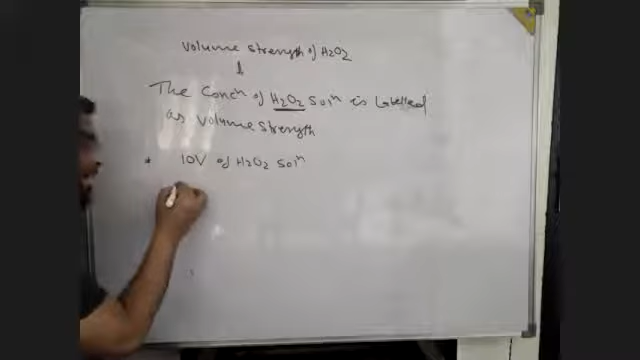 Volume strength of H2O2
The Concⁿ of H2O2 Solⁿ is labelled
as volume strength
* 10V of H2O2 Solⁿ